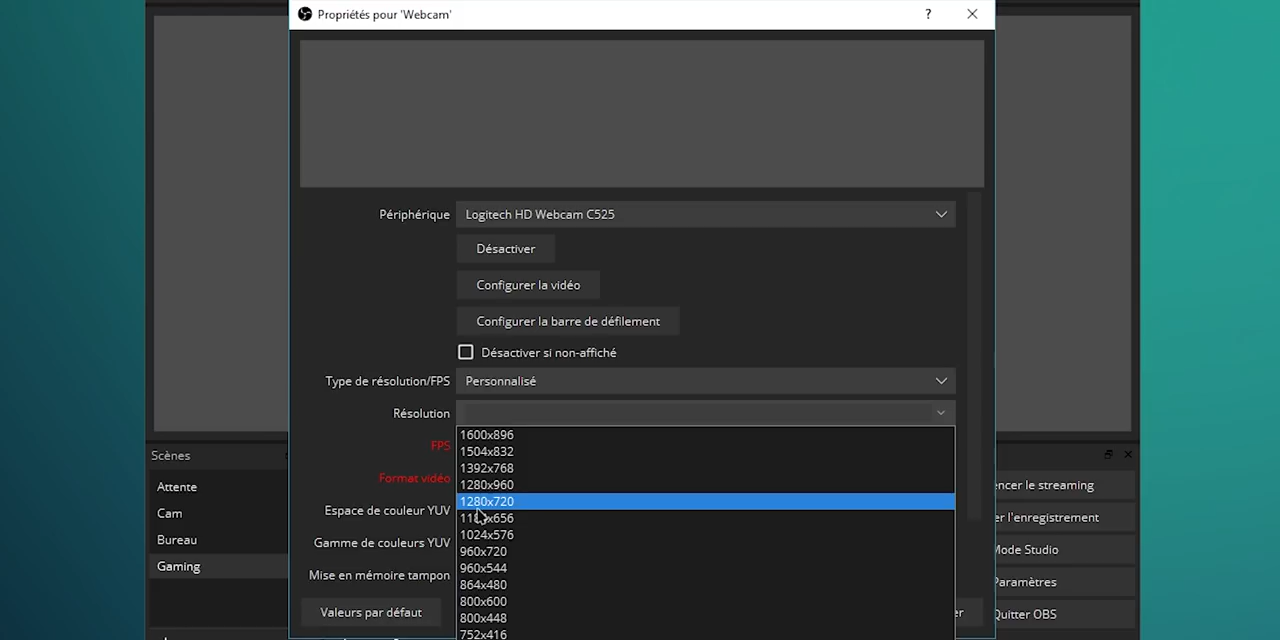 Propriétés pour 'Webcam'
?
Périphérique
Logitech HD Webcam C525
Désactiver
Configurer la vidéo
Configurer la barre de défilement
Désactiver si non-affiché
Type de résolution/FPS
Personnalisé
Résolution
1600x896
1504x832
1392x768
1280x960
1280x720
x656
1024x576
960x720
960x544
864x480
800x600
800x448
752x416
FPS
Format vidéo
Espace de couleur YUV
Gamme de couleurs YUV
Mise en mémoire tampon
Valeurs par défaut
er
Scènes
Attente
Cam
Bureau
Gaming
encer le streaming
er l'enregistrement
Mode Studio
Paramètres
Quitter OBS